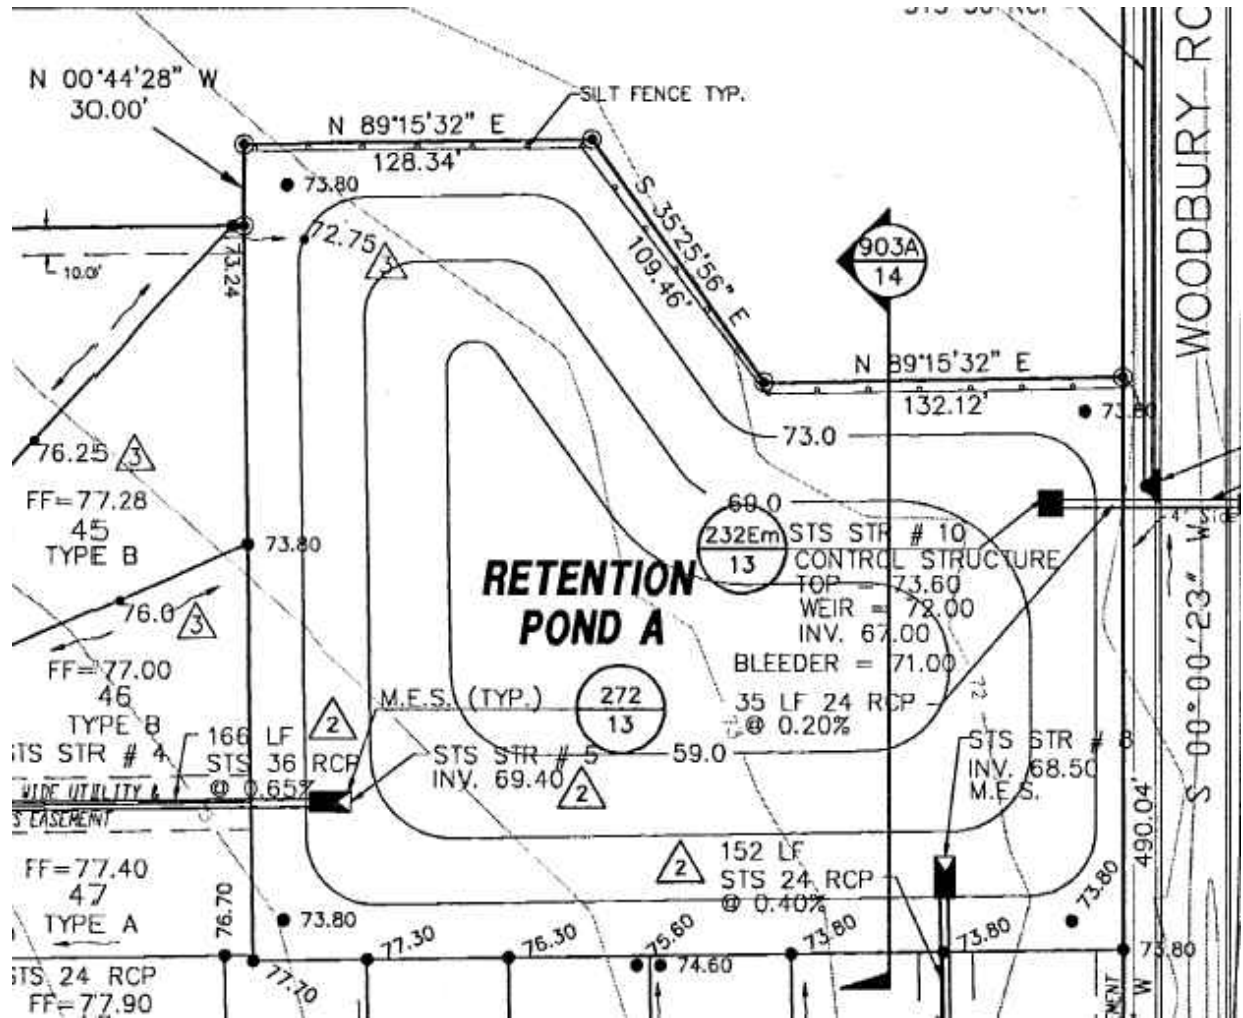 N 00°44'28" W
30.00'
SILT FENCE TYP.
N 89°15'32" E
128.34'
73.80
72.75
3
73.24
10.0'
S 35°25'56" E
109.46'
903A
14
WOODBURY
N 89°15'32" E
132.12'
73.80
73.0
76.25
3
FF=77.28
45
TYPE B
73.80
69.0
232Em
13
STS STR # 10
CONTROL STRUCTURE
TOP = 73.60
WEIR = 72.00
INV. 67.00
BLEEDER = 71.00
RETENTION
POND A
76.0
3
FF=77.00
46
TYPE B
M.E.S. (TYP.)
272
13
35 LF 24 RCP
@ 0.20%
72
S 00°00'23" W
STS STR # 4
166 LF
STS 36 RCP
@ 0.65%
2
STS STR # 5
INV. 69.40
2
59.0
STS STR # 8
INV. 68.50
M.E.S.
490.04'
WIDE UTILITY &
EASEMENT
FF=77.40
47
TYPE A
2
152 LF
STS 24 RCP
@ 0.40%
76.70
73.80
73.80
77.70
77.30
76.30
75.60
74.60
73.80
73.80
73.80
STS 24 RCP
FF=77.90
W